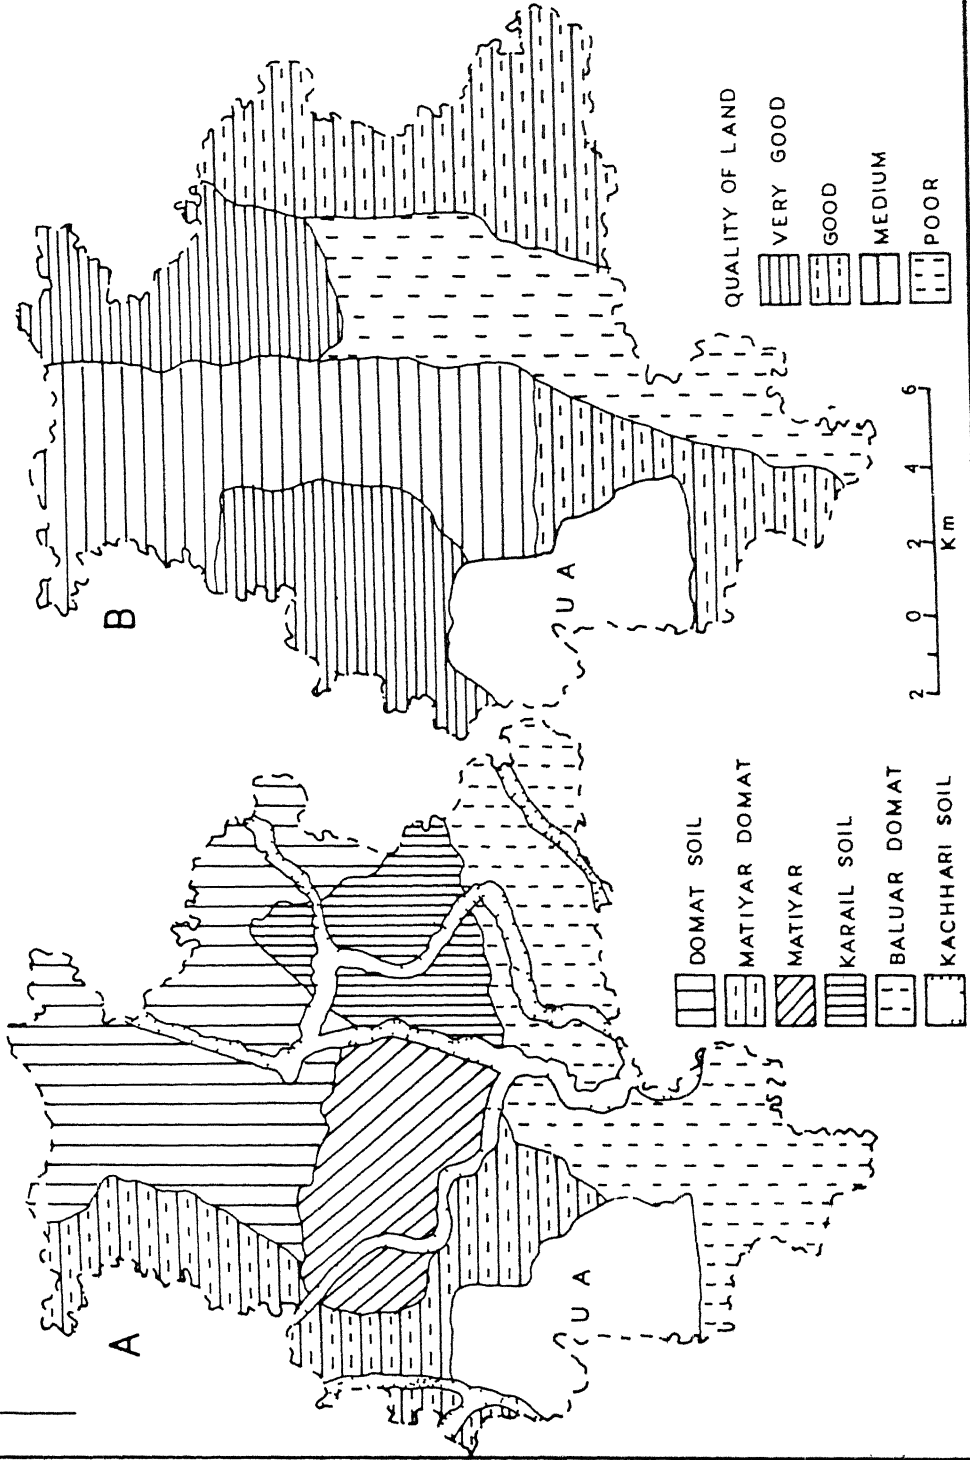 A
U A
DOMAT SOIL
MATIYAR DOMAT
MATIYAR
KARAIL SOIL
BALUAR DOMAT
KACHHARI SOIL
B
U A
QUALITY OF LAND
VERY GOOD
GOOD
MEDIUM
POOR
2 0 2 4 6
Km